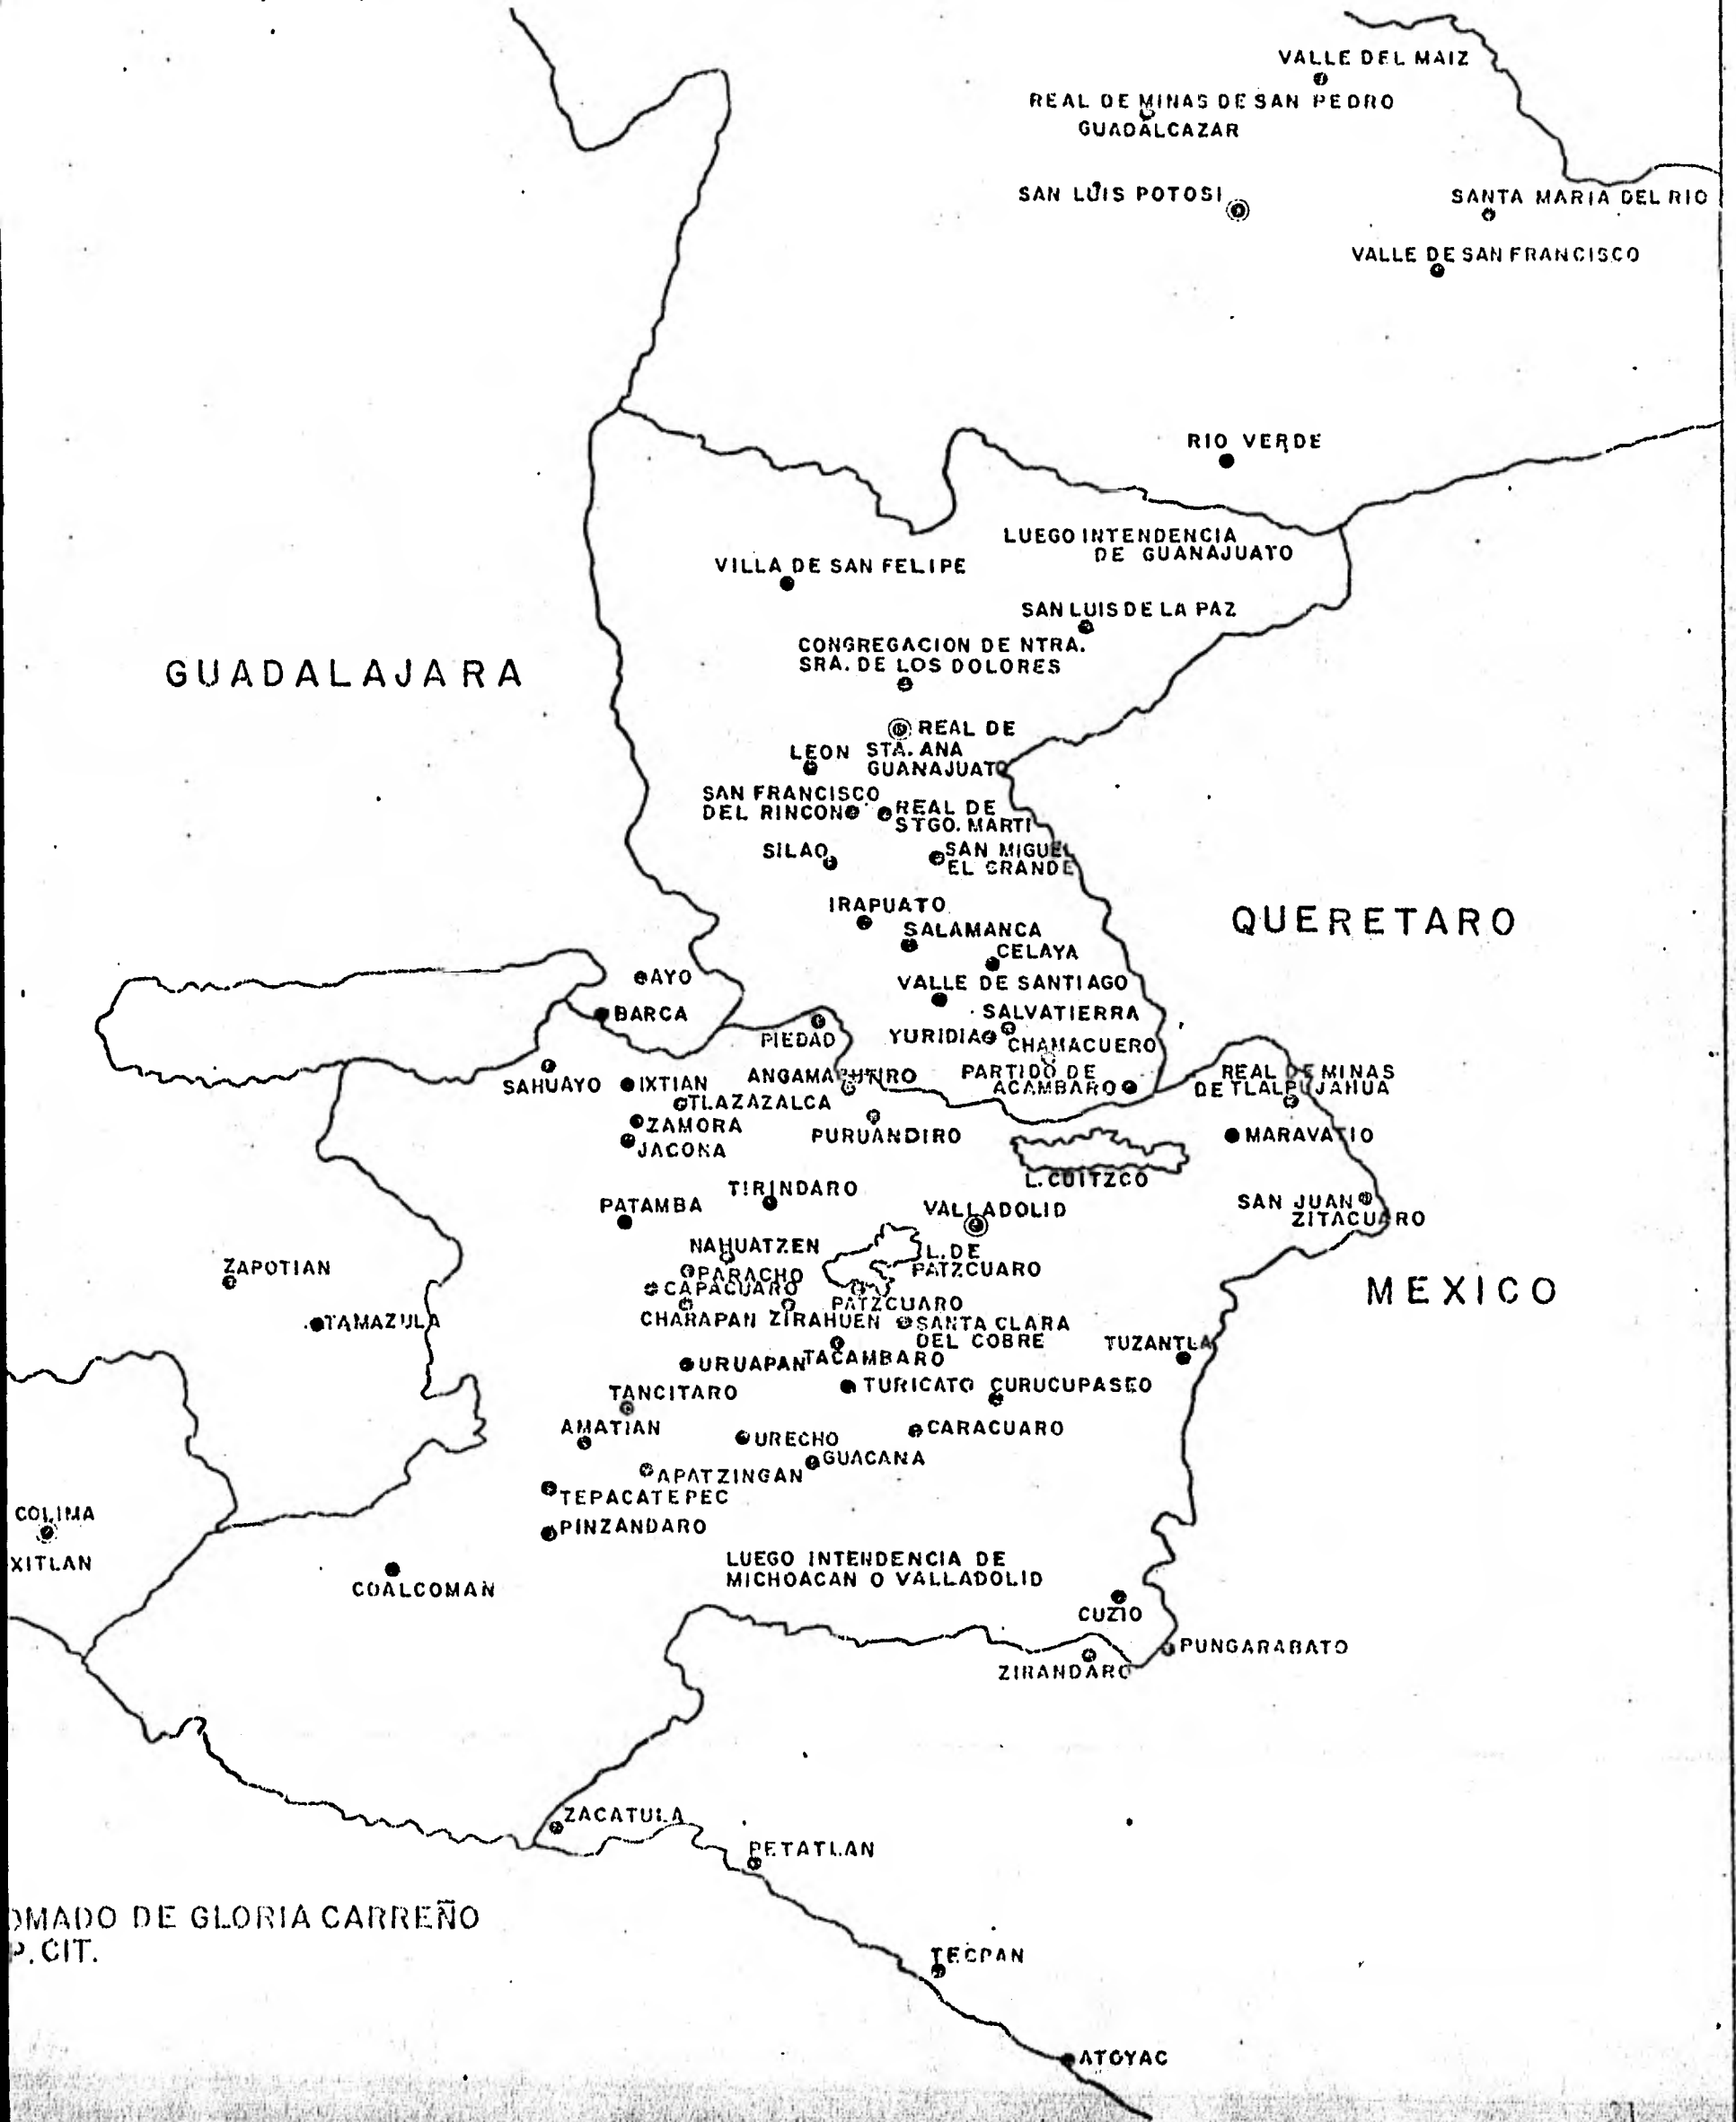 VALLE DEL MAIZ
REAL DE MINAS DE SAN PEDRO
GUADALCAZAR
SAN LUIS POTOSI
SANTA MARIA DEL RIO
VALLE DE SAN FRANCISCO
RIO VERDE
LUEGO INTENDENCIA
DE GUANAJUATO
VILLA DE SAN FELIPE
SAN LUIS DE LA PAZ
CONGREGACION DE NTRA.
SRA. DE LOS DOLORES
GUADALAJARA
REAL DE
STA. ANA
GUANAJUATO
LEON
SAN FRANCISCO
DEL RINCON
REAL DE
STGO. MARTI
SILAO
SAN MIGUEL
EL GRANDE
IRAPUATO
QUERETARO
SALAMANCA
CELAYA
AYO
VALLE DE SANTIAGO
BARCA
SALVATIERRA
PIEDAD
YURIDIA
CHAMACUERO
SAHUAYO
IXTIAN
ANGAMACUTIRO
PARTIDO DE
ACAMBARO
REAL DE MINAS
DE TLALPUJAHUA
TLAZAZALCA
ZAMORA
JACONA
PURUANDIRO
MARAVATIO
L. CUITZCO
TIRINDARO
PATAMBA
VALLADOLID
SAN JUAN
ZITACUARO
NAHUATZEN
L. DE
PATZCUARO
ZAPOTIAN
PARACHO
CAPACUARO
MEXICO
PATZCUARO
CHARAPAN
ZIRAHUEN
SANTA CLARA
DEL COBRE
TAMAZULA
TUZANTLA
URUAPAN
TACAMBARO
TANCITARO
TURICATO
CURUCUPASEO
AMATIAN
URECHO
CARACUARO
GUACANA
APATZINGAN
TEPACATEPEC
COLIMA
PINZANDARO
XITLAN
LUEGO INTENDENCIA DE
MICHOACAN O VALLADOLID
COALCOMAN
CUZIO
PUNGARABATO
ZIRANDARO
ZACATULA
PETATLAN
OMADO DE GLORIA CARREÑO
P. CIT.
TECPAN
ATOYAC